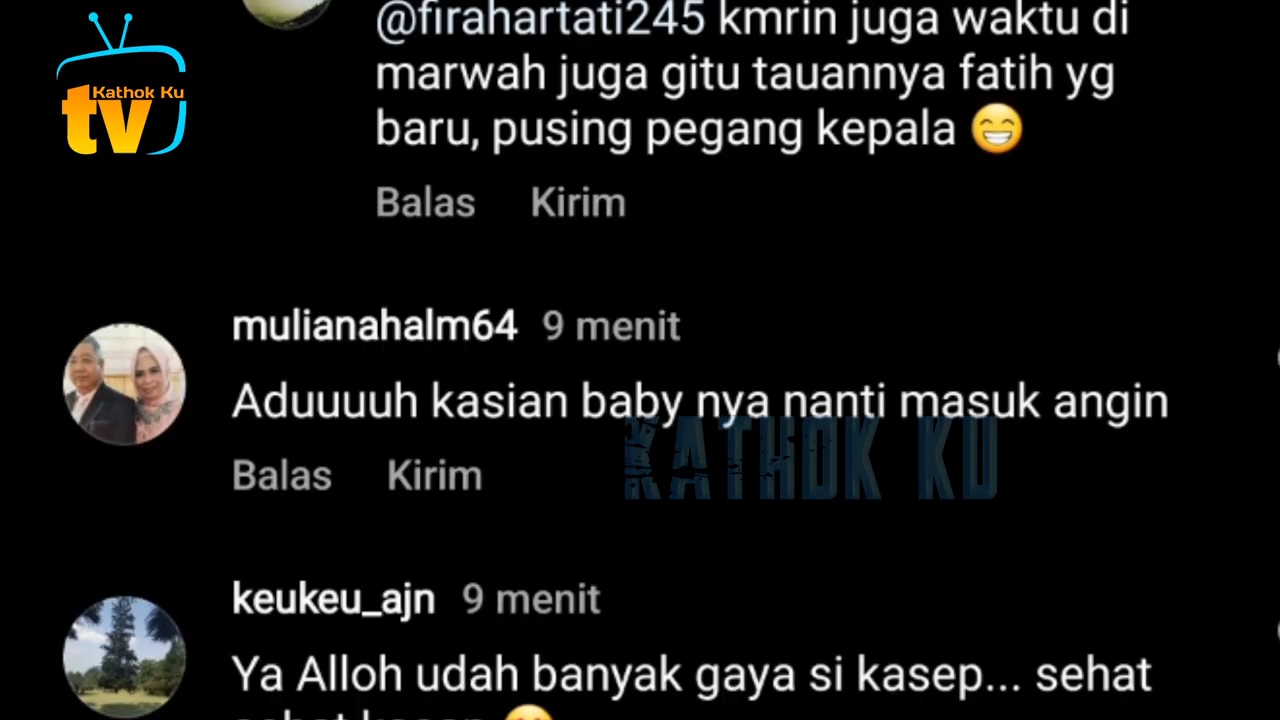 Kathok Ku
tv
@firahartati245 kmrin juga waktu di
marwah juga gitu tauannya fatih yg
baru, pusing pegang kepala 😁
Balas Kirim
mulianahalm64 9 menit
Aduuuuh kasian baby nya nanti masuk angin
KATHOK KU
Balas Kirim
keukeu_ajn 9 menit
Ya Alloh udah banyak gaya si kasep... sehat